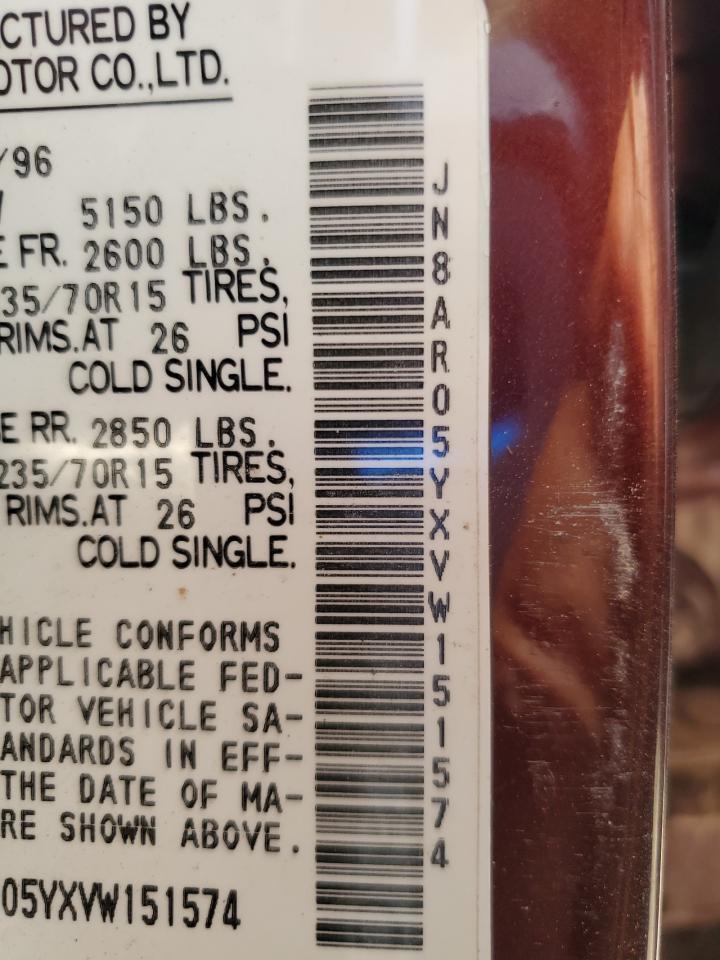 CTURED BY
OTOR CO.,LTD.
/96
5150 LBS.
E FR. 2600 LBS.
235/70R15 TIRES,
RIMS.AT 26 PSI
COLD SINGLE.
E RR. 2850 LBS.
235/70R15 TIRES,
RIMS.AT 26 PSI
COLD SINGLE.
HICLE CONFORMS
APPLICABLE FED-
TOR VEHICLE SA-
ANDARDS IN EFF-
THE DATE OF MA-
RE SHOWN ABOVE.
05YXVW151574
JN8AR05YXVW151574